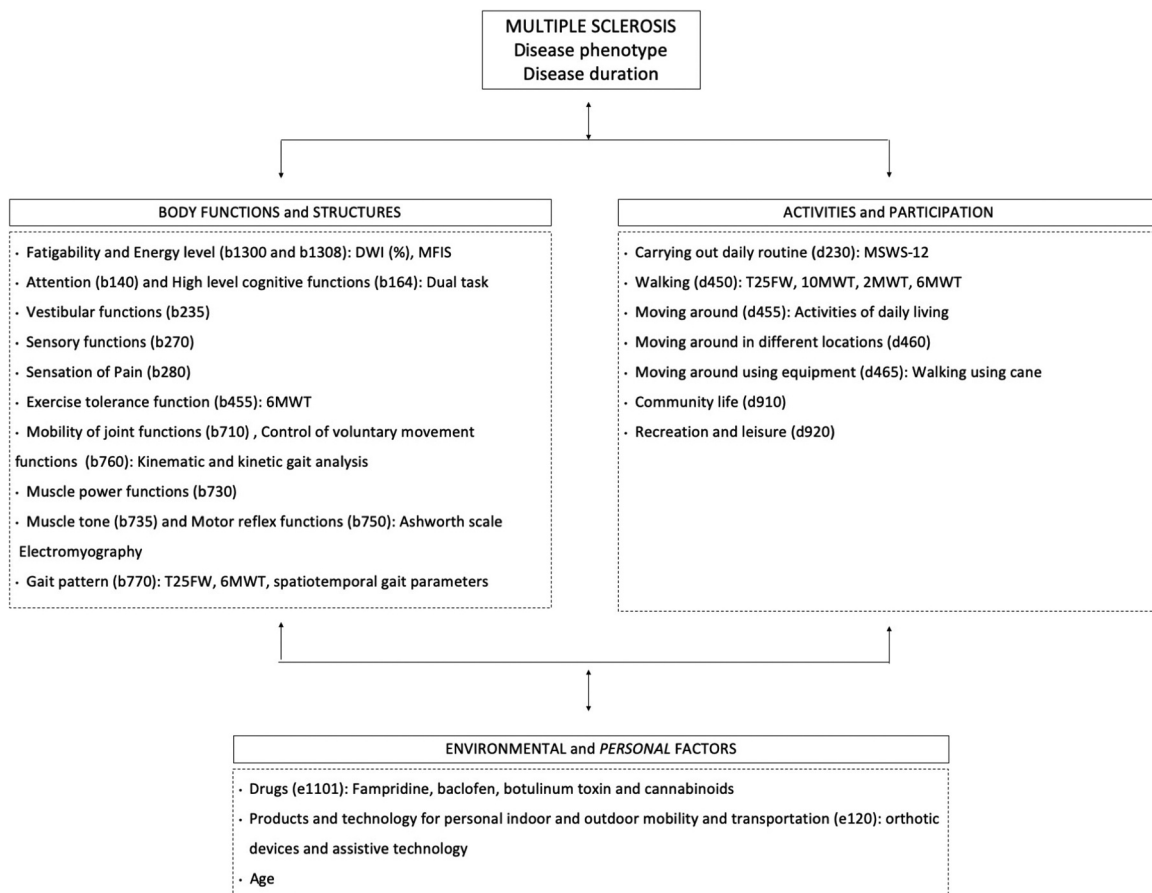 MULTIPLE SCLEROSIS
Disease phenotype
Disease duration
BODY FUNCTIONS and STRUCTURES
· Fatigability and Energy level (b1300 and b1308): DWI (%), MFIS
· Attention (b140) and High level cognitive functions (b164): Dual task
· Vestibular functions (b235)
· Sensory functions (b270)
· Sensation of Pain (b280)
· Exercise tolerance function (b455): 6MWT
· Mobility of joint functions (b710) , Control of voluntary movement
functions (b760): Kinematic and kinetic gait analysis
· Muscle power functions (b730)
· Muscle tone (b735) and Motor reflex functions (b750): Ashworth scale
Electromyography
· Gait pattern (b770): T25FW, 6MWT, spatiotemporal gait parameters
ACTIVITIES and PARTICIPATION
· Carrying out daily routine (d230): MSWS-12
· Walking (d450): T25FW, 10MWT, 2MWT, 6MWT
· Moving around (d455): Activities of daily living
· Moving around in different locations (d460)
· Moving around using equipment (d465): Walking using cane
· Community life (d910)
· Recreation and leisure (d920)
ENVIRONMENTAL and PERSONAL FACTORS
· Drugs (e1101): Fampridine, baclofen, botulinum toxin and cannabinoids
· Products and technology for personal indoor and outdoor mobility and transportation (e120): orthotic
devices and assistive technology
· Age